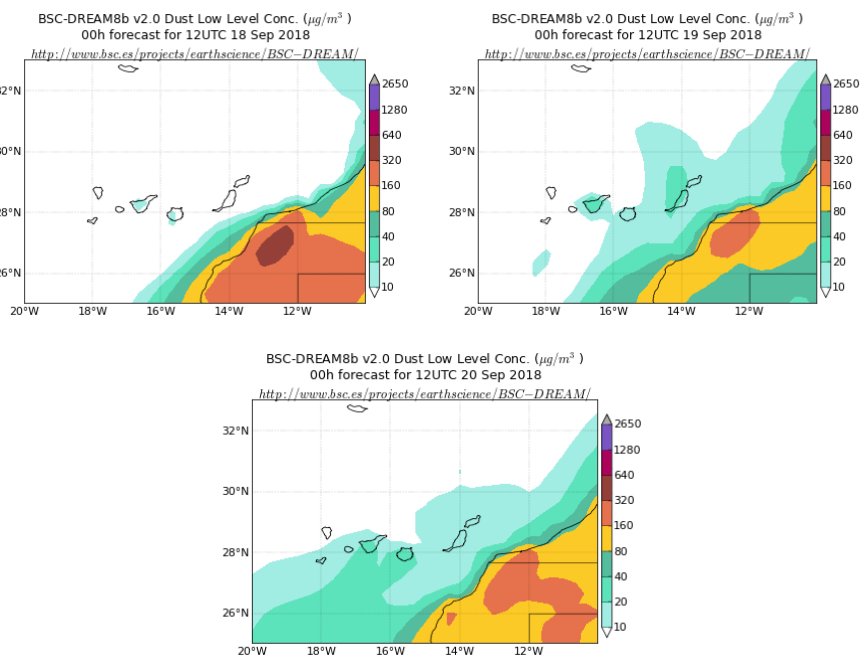 BSC-DREAM8b v2.0 Dust Low Level Conc. (μg/m³ )
00h forecast for 12UTC 18 Sep 2018
http://www.bsc.es/projects/earthscience/BSC−DREAM/
32°N
30°N
28°N
26°N
20°W 18°W 16°W 14°W 12°W
2650
1280
640
320
160
80
40
20
10
BSC-DREAM8b v2.0 Dust Low Level Conc. (μg/m³ )
00h forecast for 12UTC 19 Sep 2018
http://www.bsc.es/projects/earthscience/BSC−DREAM/
32°N
30°N
28°N
26°N
20°W 18°W 16°W 14°W 12°W
2650
1280
640
320
160
80
40
20
10
BSC-DREAM8b v2.0 Dust Low Level Conc. (μg/m³ )
00h forecast for 12UTC 20 Sep 2018
http://www.bsc.es/projects/earthscience/BSC−DREAM/
32°N
30°N
28°N
26°N
20°W 18°W 16°W 14°W 12°W
2650
1280
640
320
160
80
40
20
10